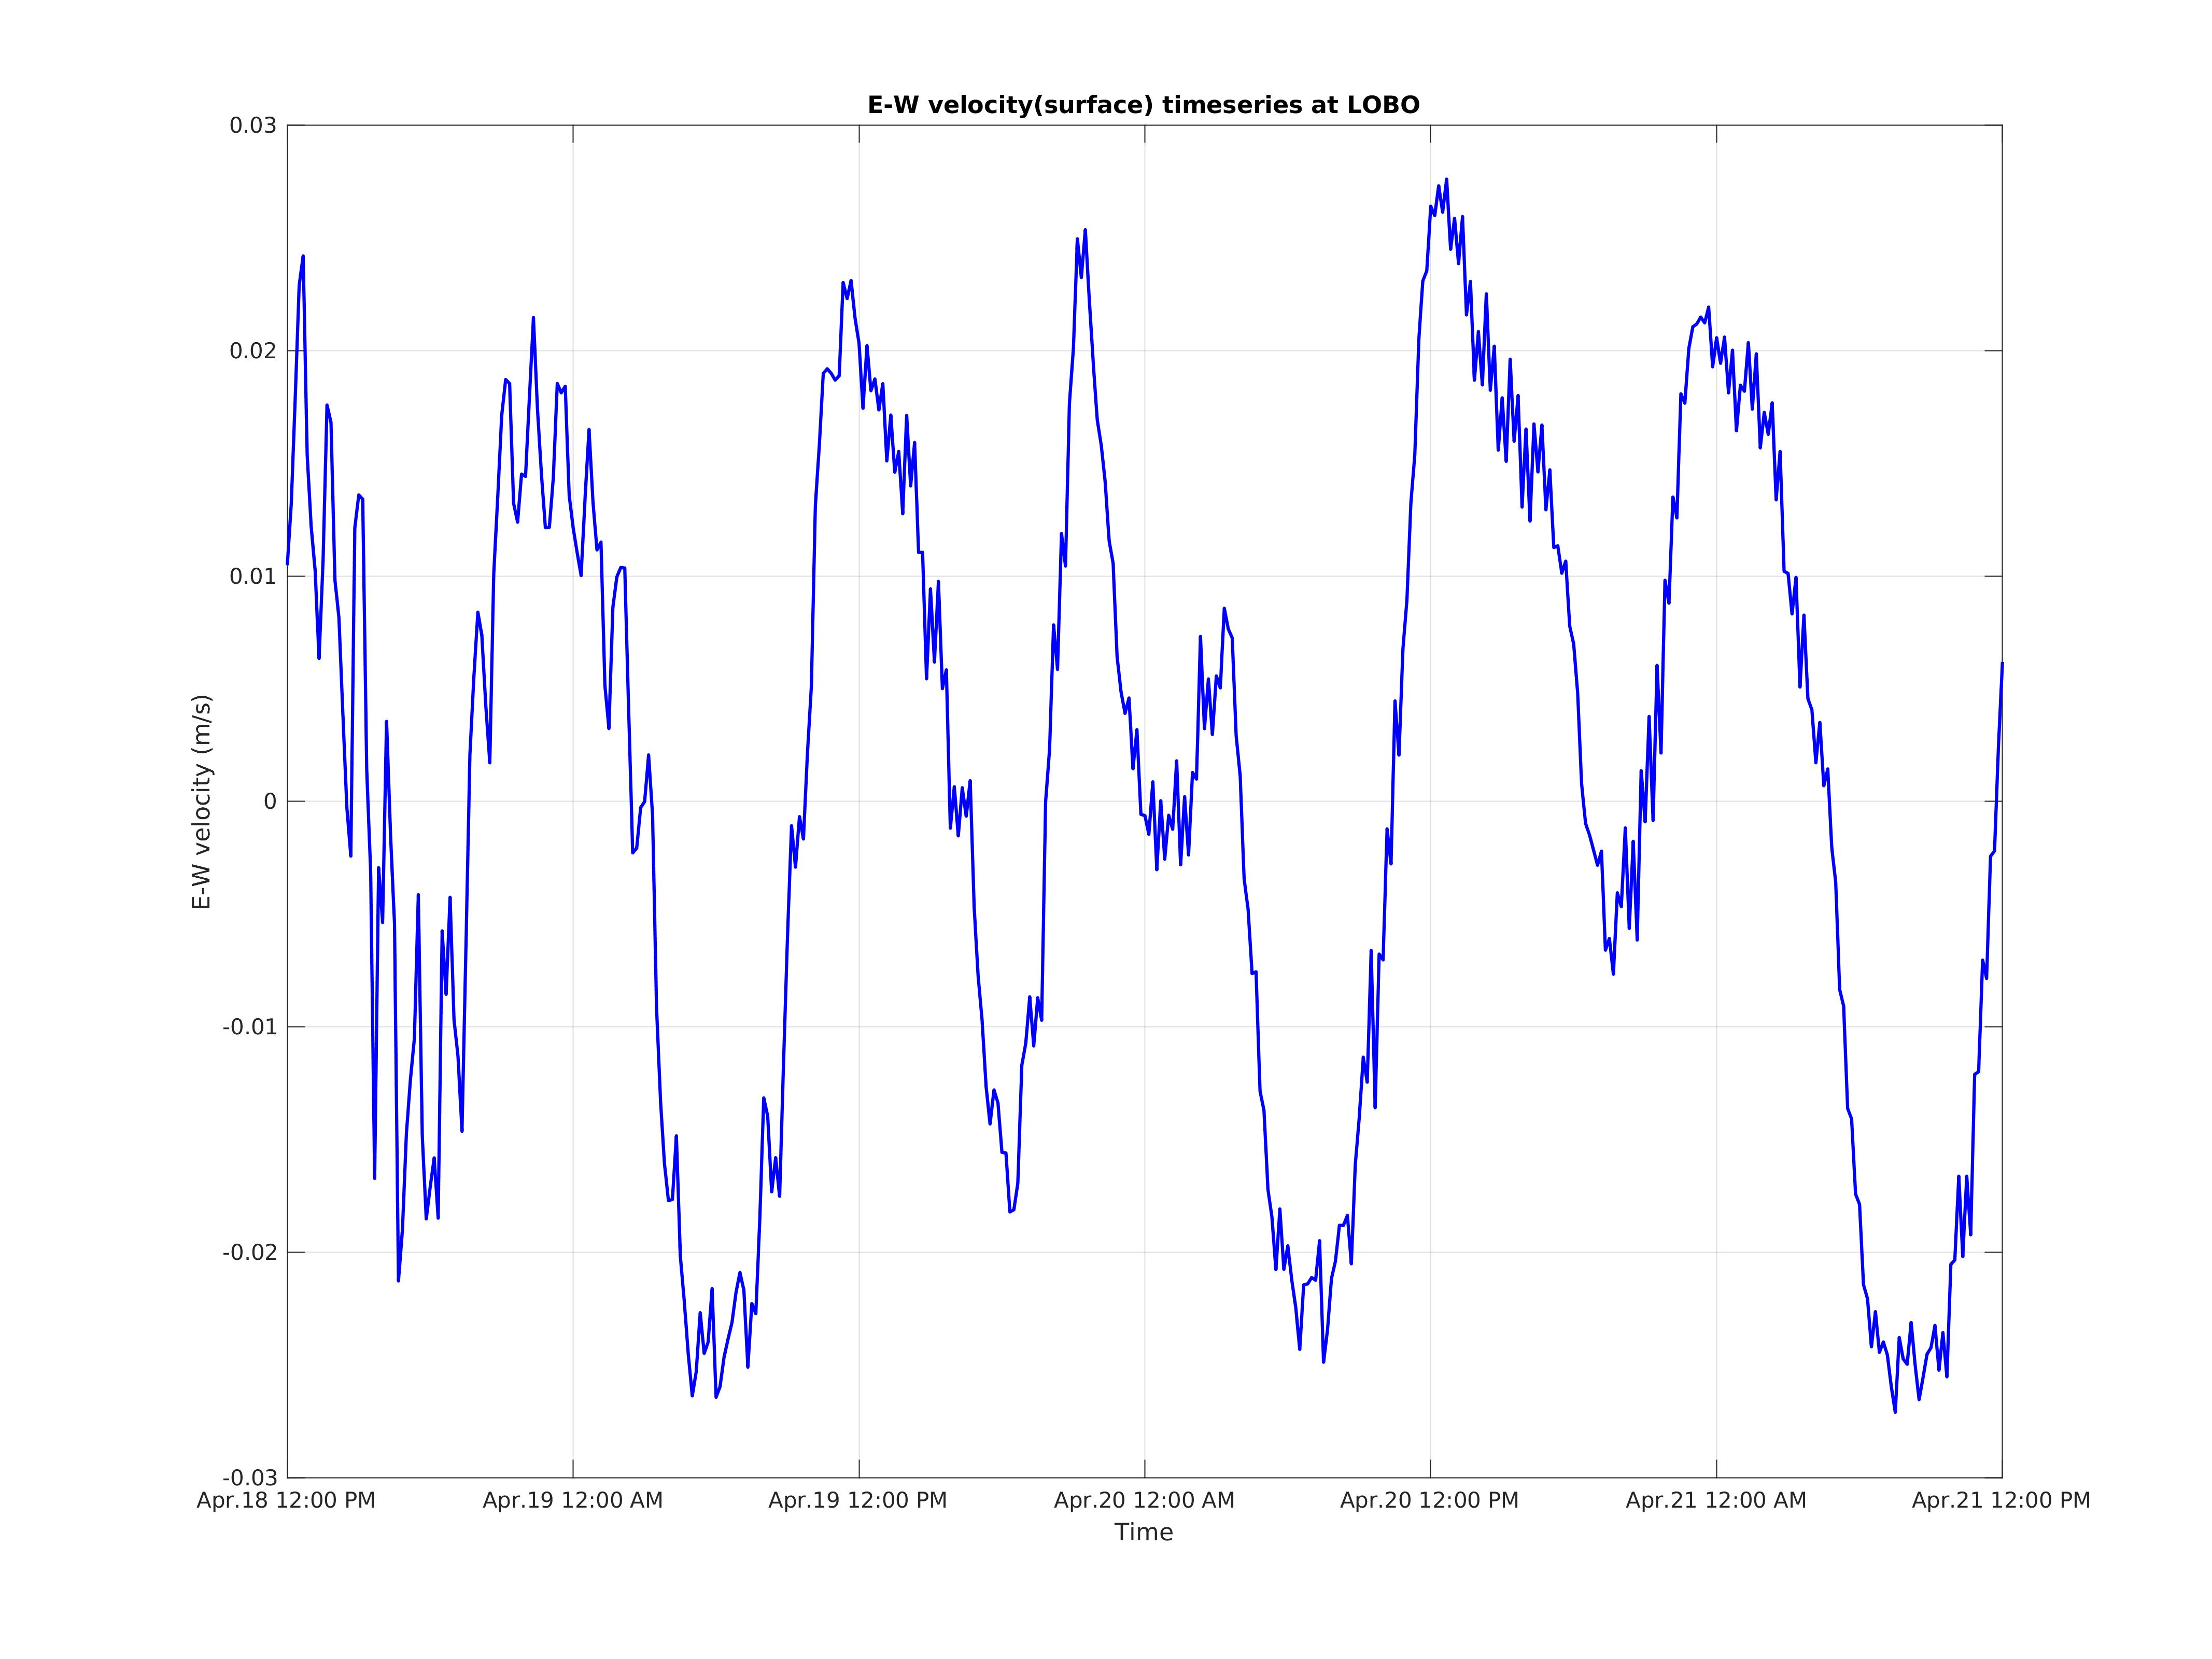 E-W velocity(surface) timeseries at LOBO
0.03
0.02
0.01
0
-0.01
-0.02
-0.03
E-W velocity (m/s)
Apr.18 12:00 PM Apr.19 12:00 AM Apr.19 12:00 PM Apr.20 12:00 AM Apr.20 12:00 PM Apr.21 12:00 AM Apr.21 12:00 PM
Time